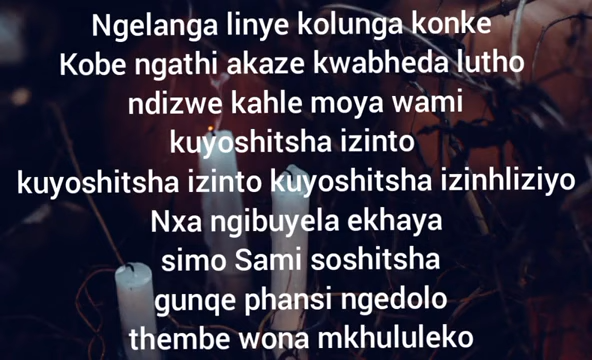 Ngelanga linye kolunga konke
Kobe ngathi akaze kwabheda lutho
ndizwe kahle moya wami
kuyoshitsha izinto
kuyoshitsha izinto kuyoshitsha izinhliziyo
Nxa ngibuyela ekhaya
simo Sami soshitsha
gunqe phansi ngedolo
thembe wona mkhululeko